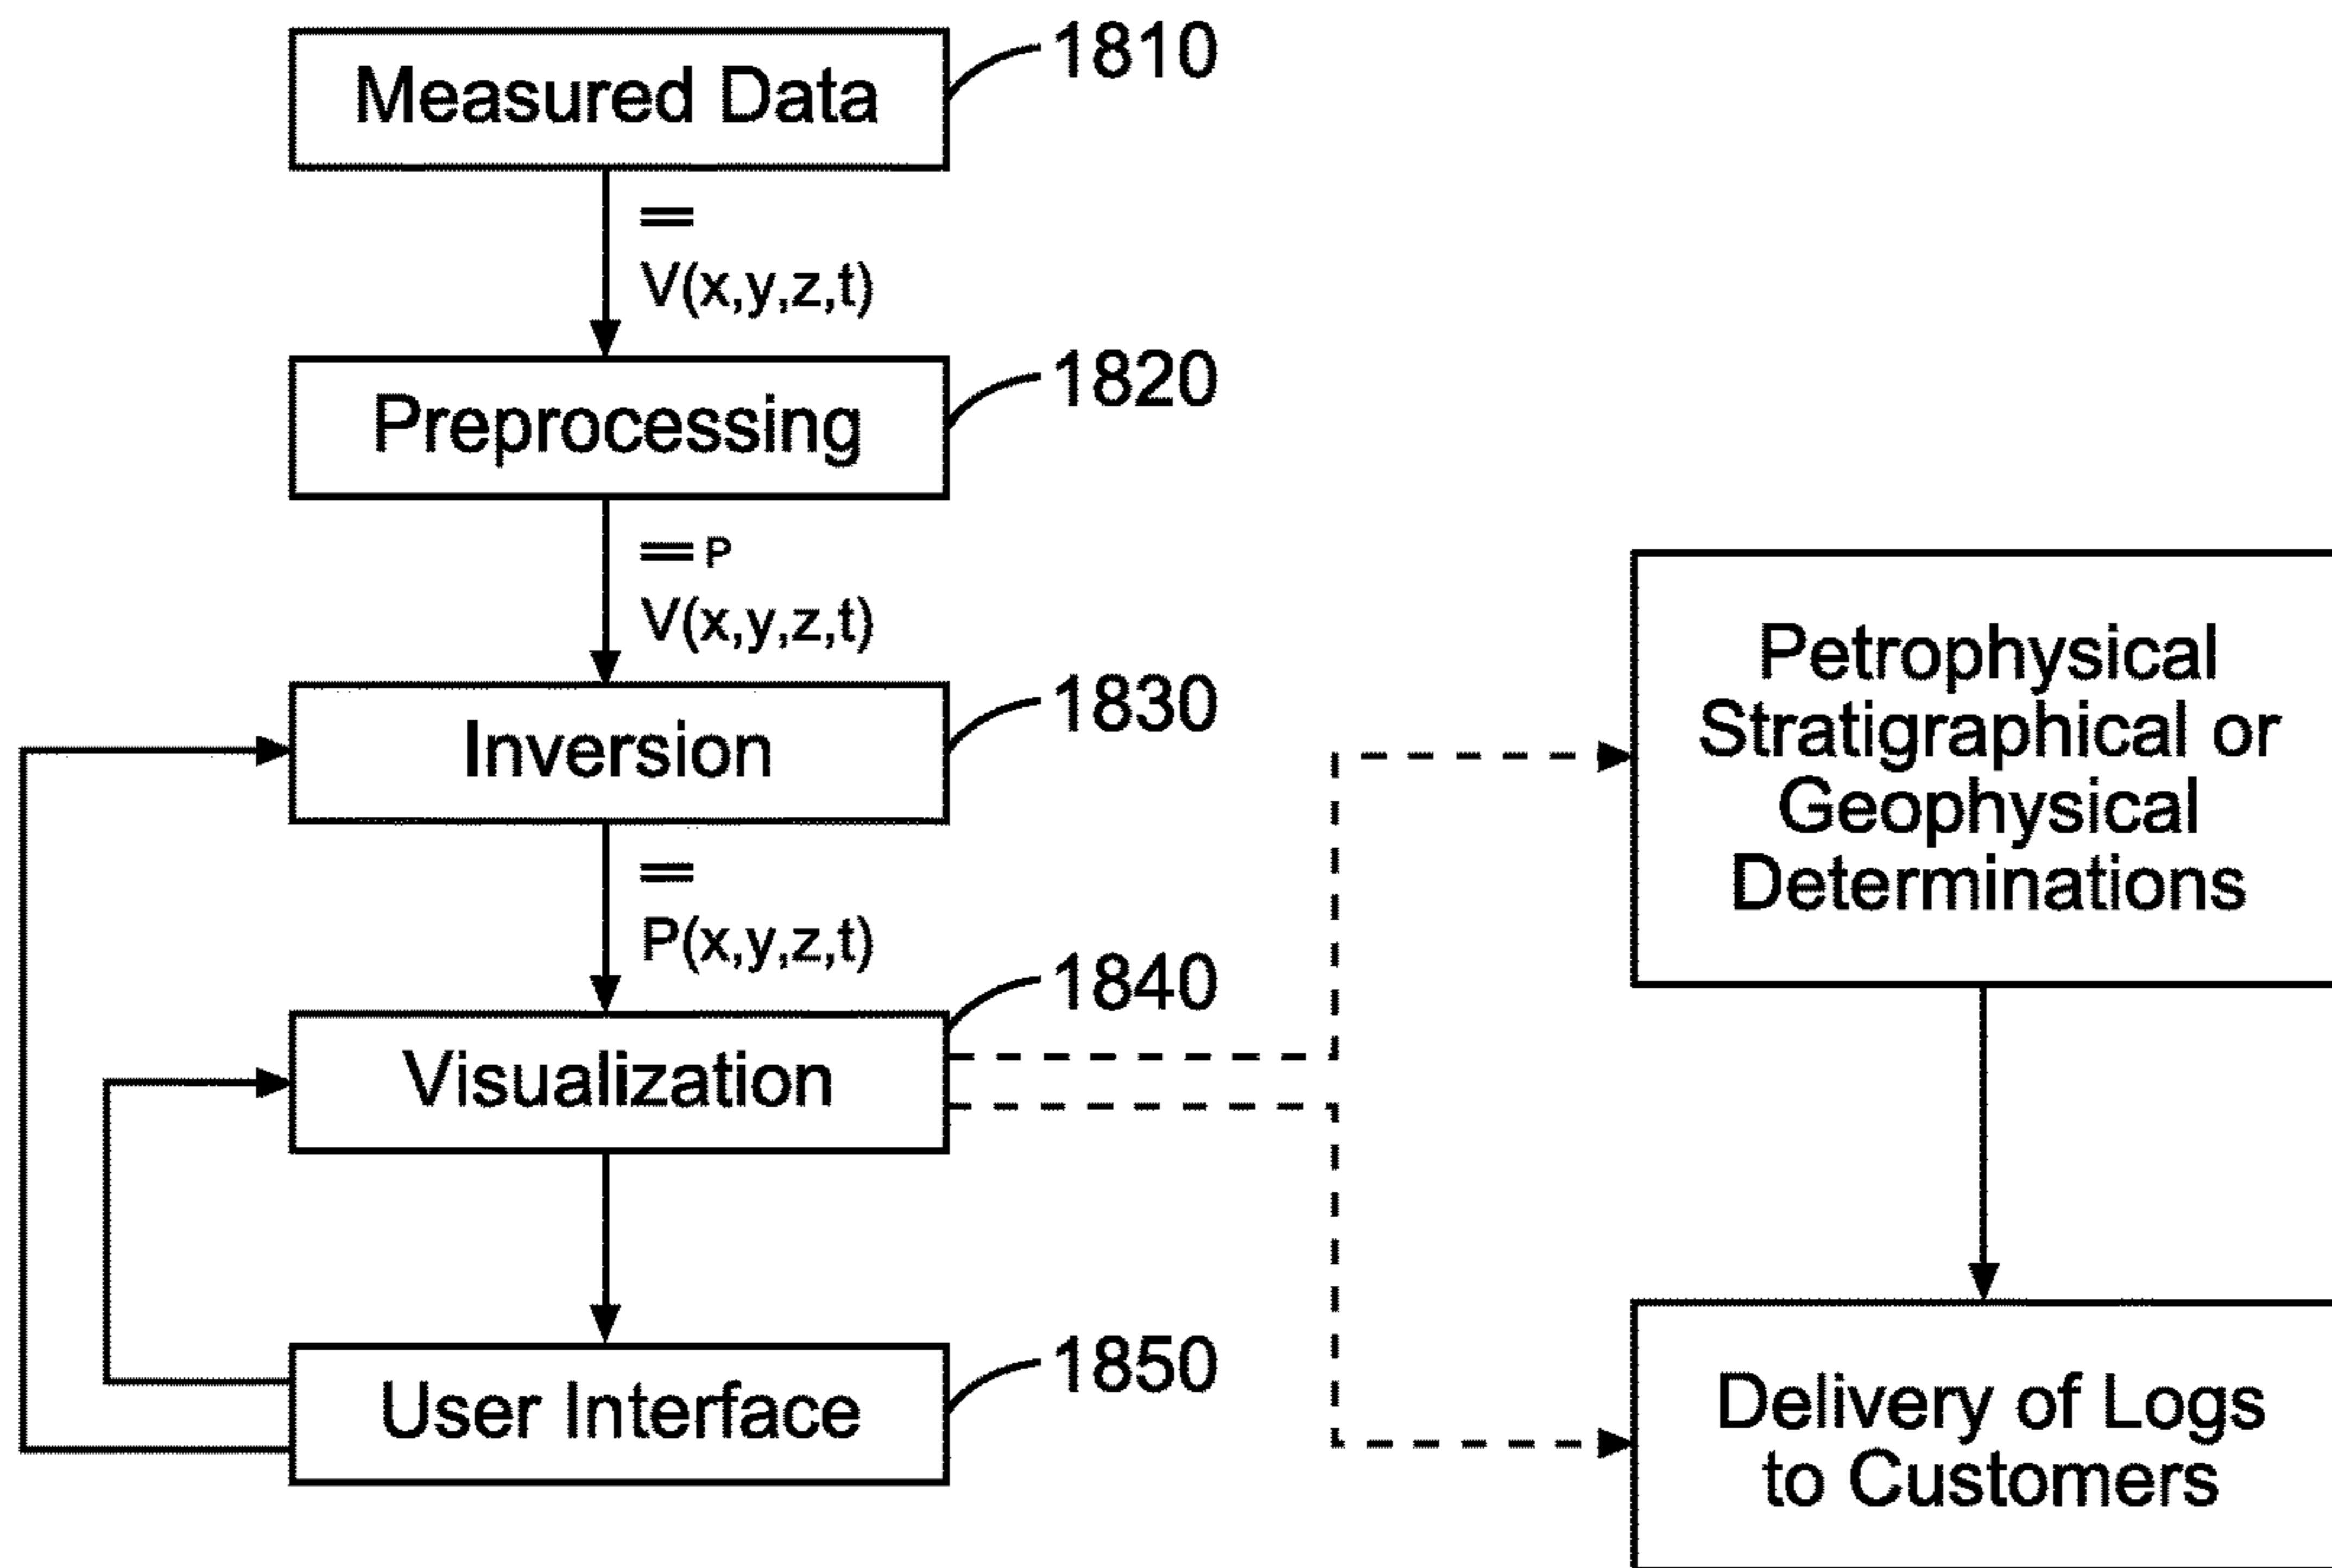 Measured Data
1810
V(x,y,z,t)
Preprocessing
1820
P
V(x,y,z,t)
Inversion
1830
P(x,y,z,t)
Visualization
1840
User Interface
1850
Petrophysical
Stratigraphical or
Geophysical
Determinations
Delivery of Logs
to Customers